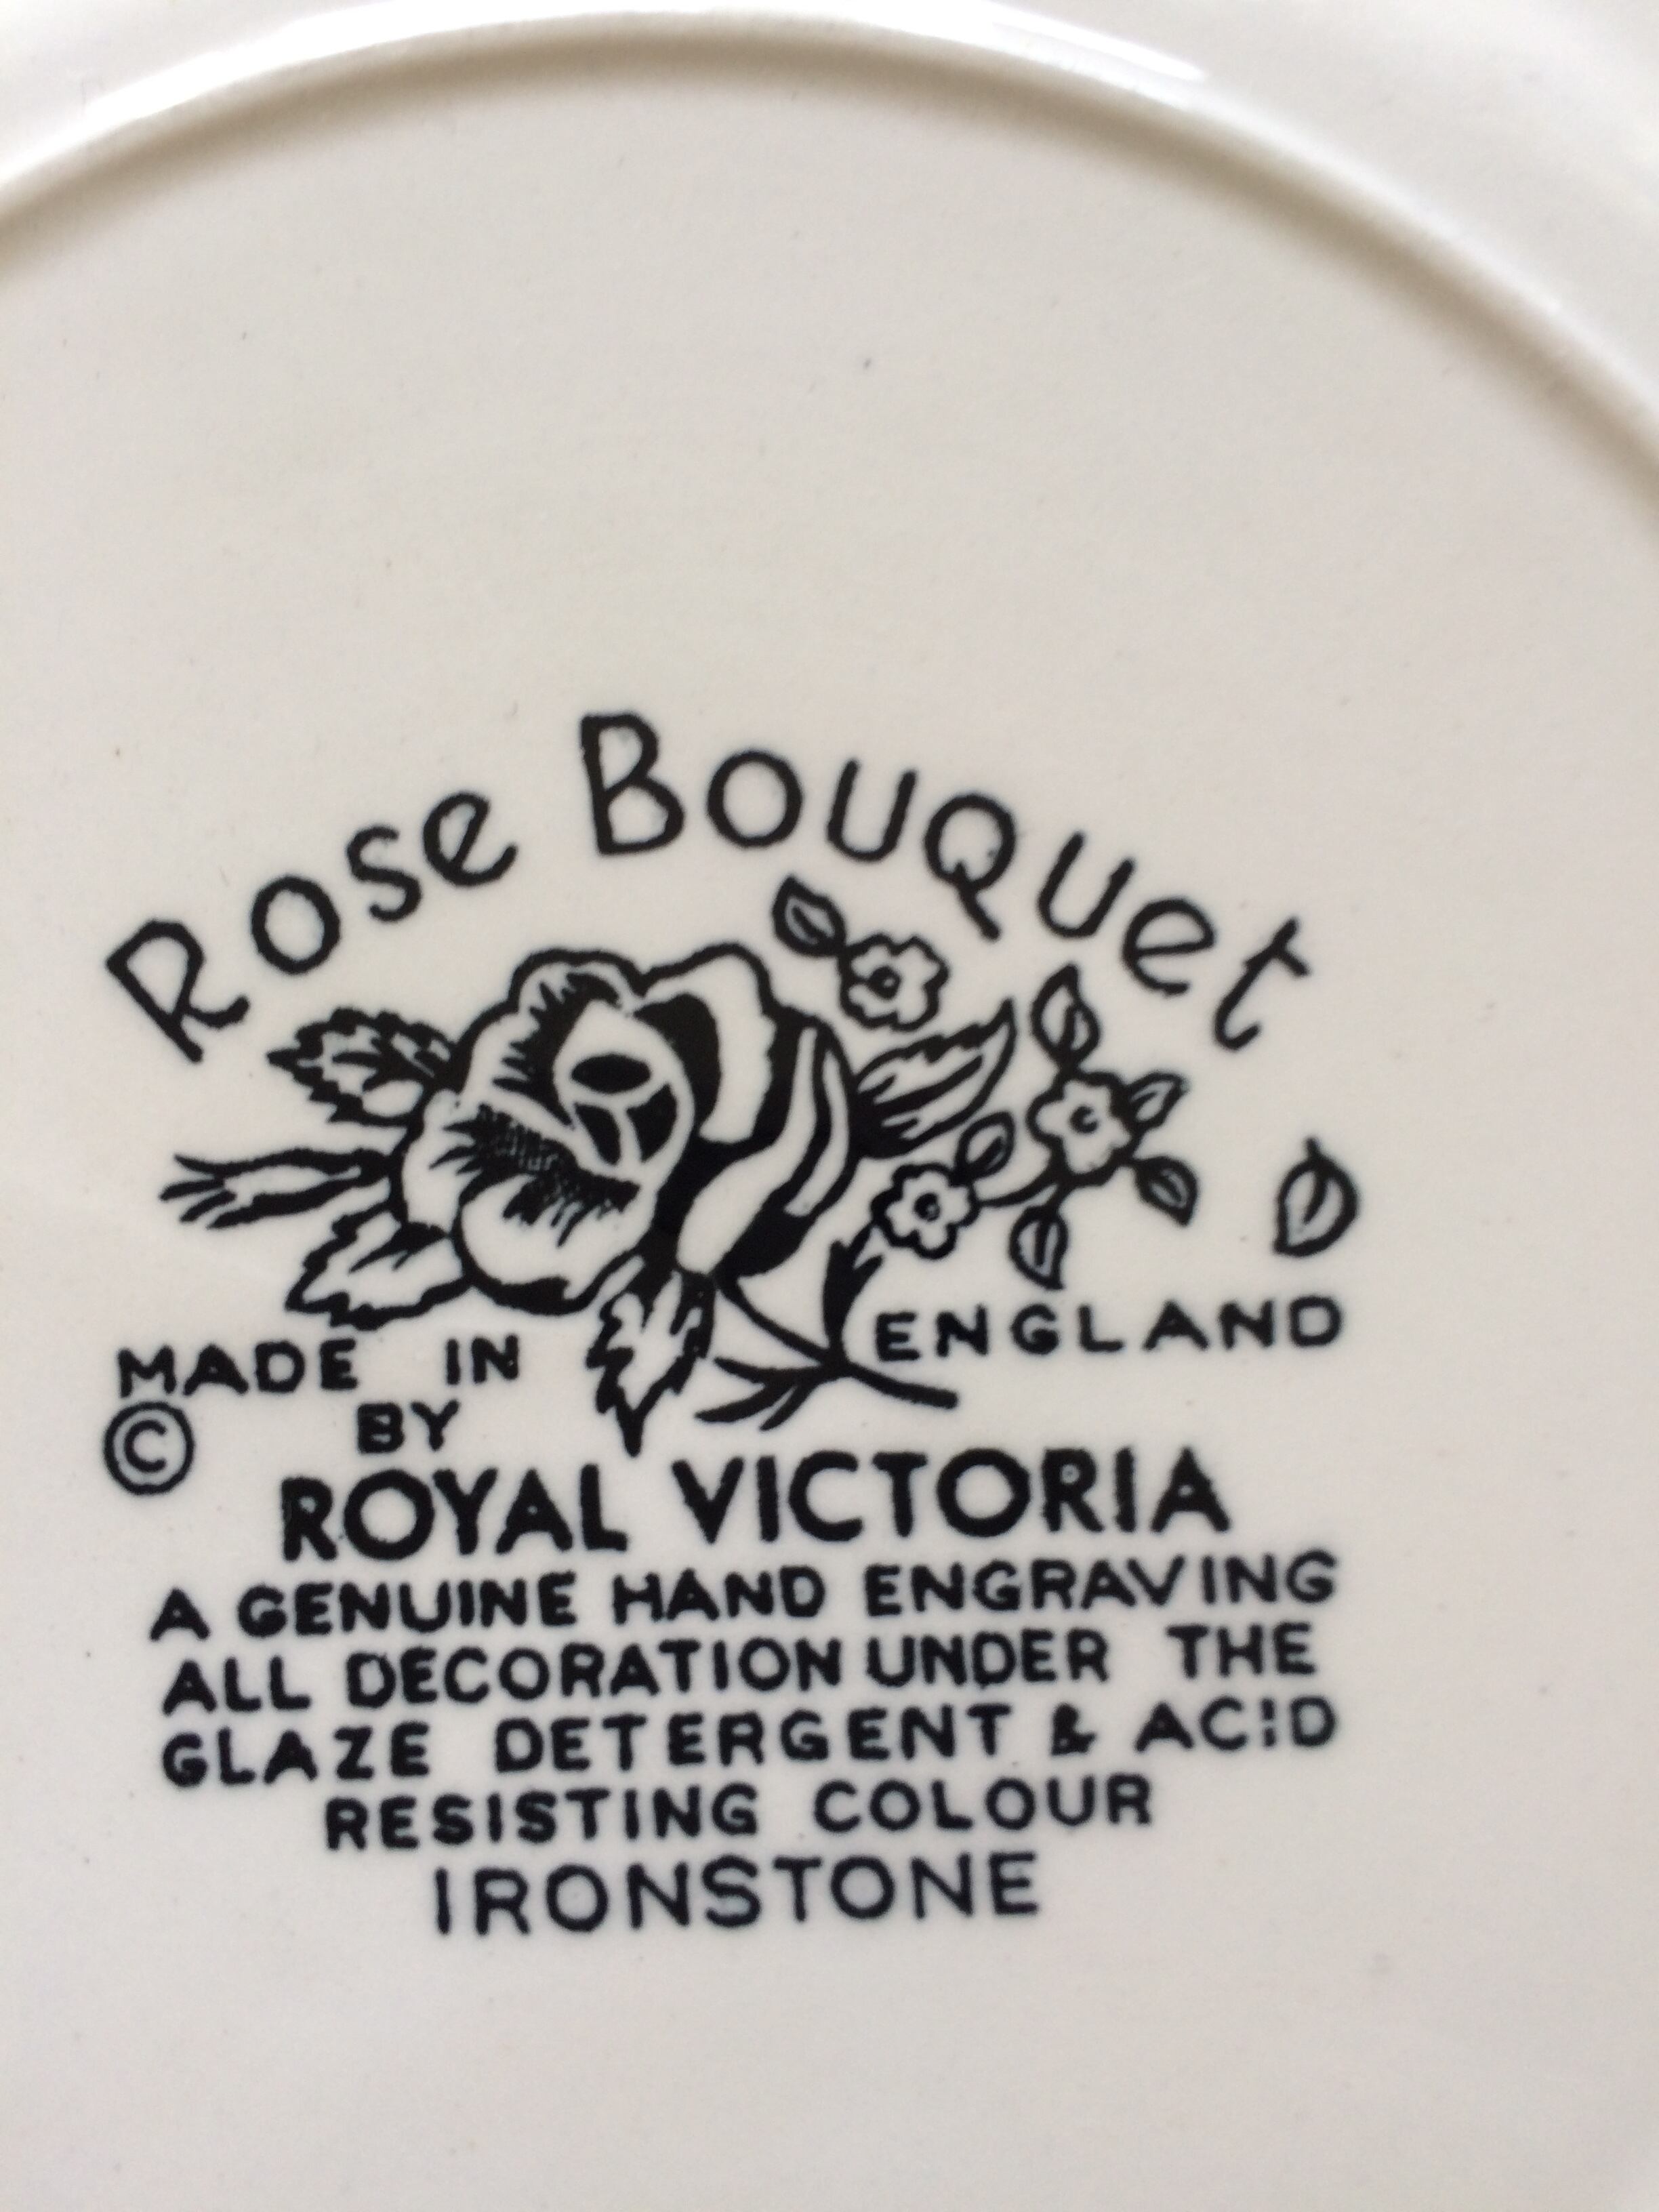 Rose Bouquet
MADE IN ENGLAND
© BY
ROYAL VICTORIA
A GENUINE HAND ENGRAVING
ALL DECORATION UNDER THE
GLAZE DETERGENT & ACID
RESISTING COLOUR
IRONSTONE